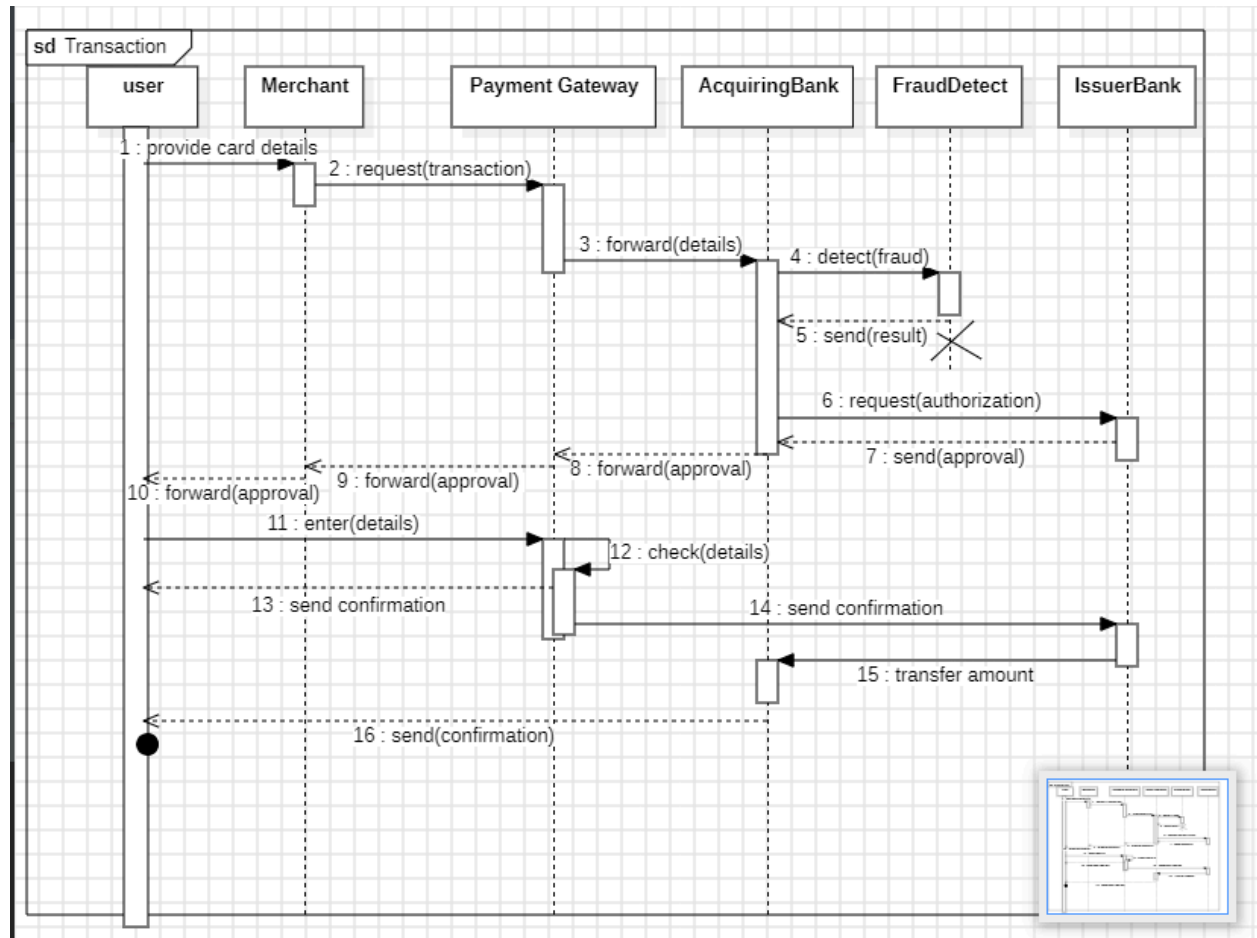 sd Transaction
user
Merchant
Payment Gateway
AcquiringBank
FraudDetect
IssuerBank
1 : provide card details
2 : request(transaction)
3 : forward(details)
4 : detect(fraud)
5 : send(result)
6 : request(authorization)
7 : send(approval)
8 : forward(approval)
9 : forward(approval)
10 : forward(approval)
11 : enter(details)
12 : check(details)
13 : send confirmation
14 : send confirmation
15 : transfer amount
16 : send(confirmation)